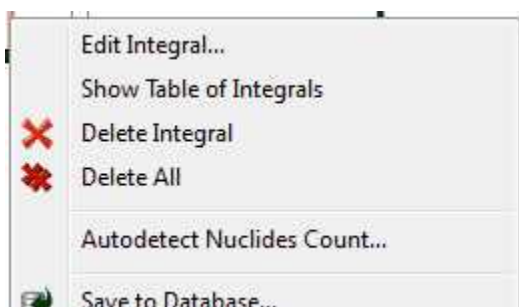 Edit Integral...
Show Table of Integrals
Delete Integral
Delete All
Autodetect Nuclides Count...
Save to Database...